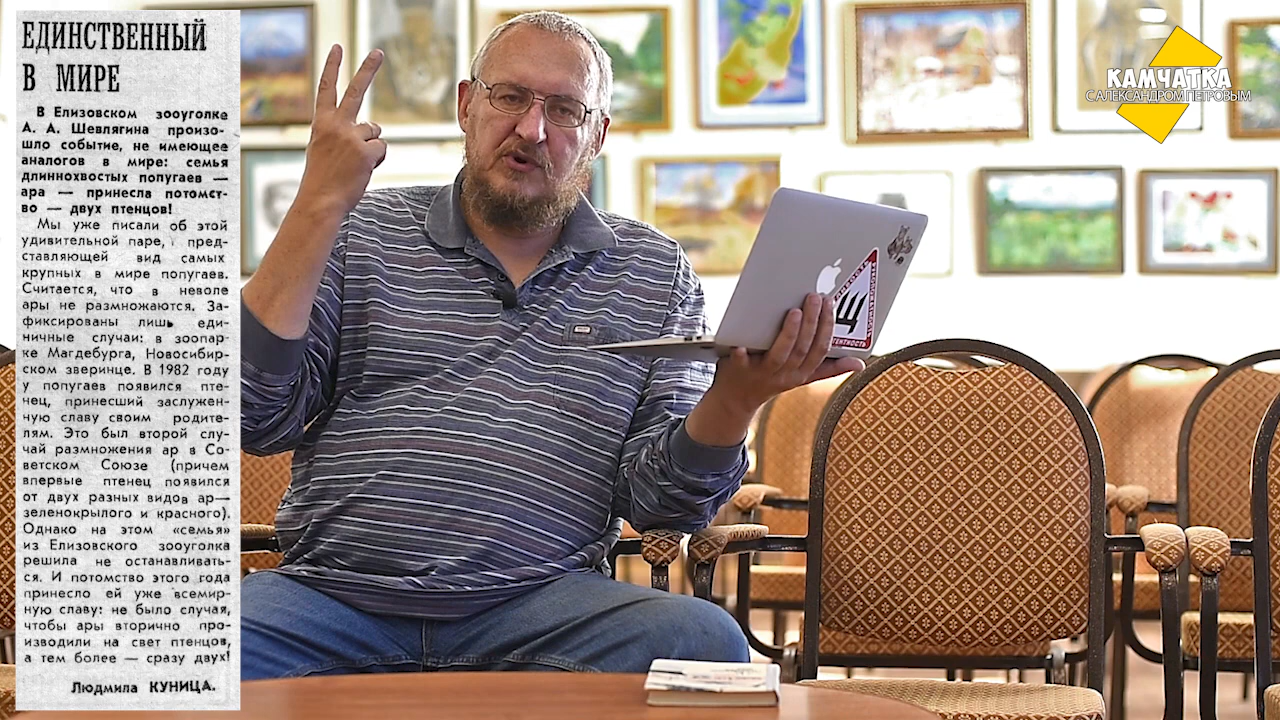 ЕДИНСТВЕННЫЙ
В МИРЕ
В Елизовском зооуголке
А. А. Шевлягина произо-
шло событие, не имеющее
аналогов в мире: семья
длиннохвостых попугаев —
ара — принесла потомст-
во — двух птенцов!
Мы уже писали об этой
удивительной паре, пред-
ставляющей вид самых
крупных в мире попугаев.
Считается, что в неволе
ары не размножаются. За-
фиксированы лишь еди-
ничные случаи: в зоопар-
ке Магдебурга, Новосибир-
ском зверинце. В 1982 году
у попугаев появился пте-
нец, принесший заслужен-
ную славу своим родите-
лям. Это был второй слу-
чай размножения ар в Со-
ветском Союзе (причем
впервые птенец появился
от двух разных видов ар—
зеленокрылого и красного).
Однако на этом «семья»
из Елизовского зооуголка
решила не останавливать-
ся. И потомство этого года
принесло ей уже всемир-
ную славу: не было случая,
чтобы ары вторично про-
изводили на свет птенцов,
а тем более — сразу двух!
Людмила КУНИЦА.
КАМЧАТКА
С АЛЕКСАНДРОМ ПЕТРОВЫМ
Щ